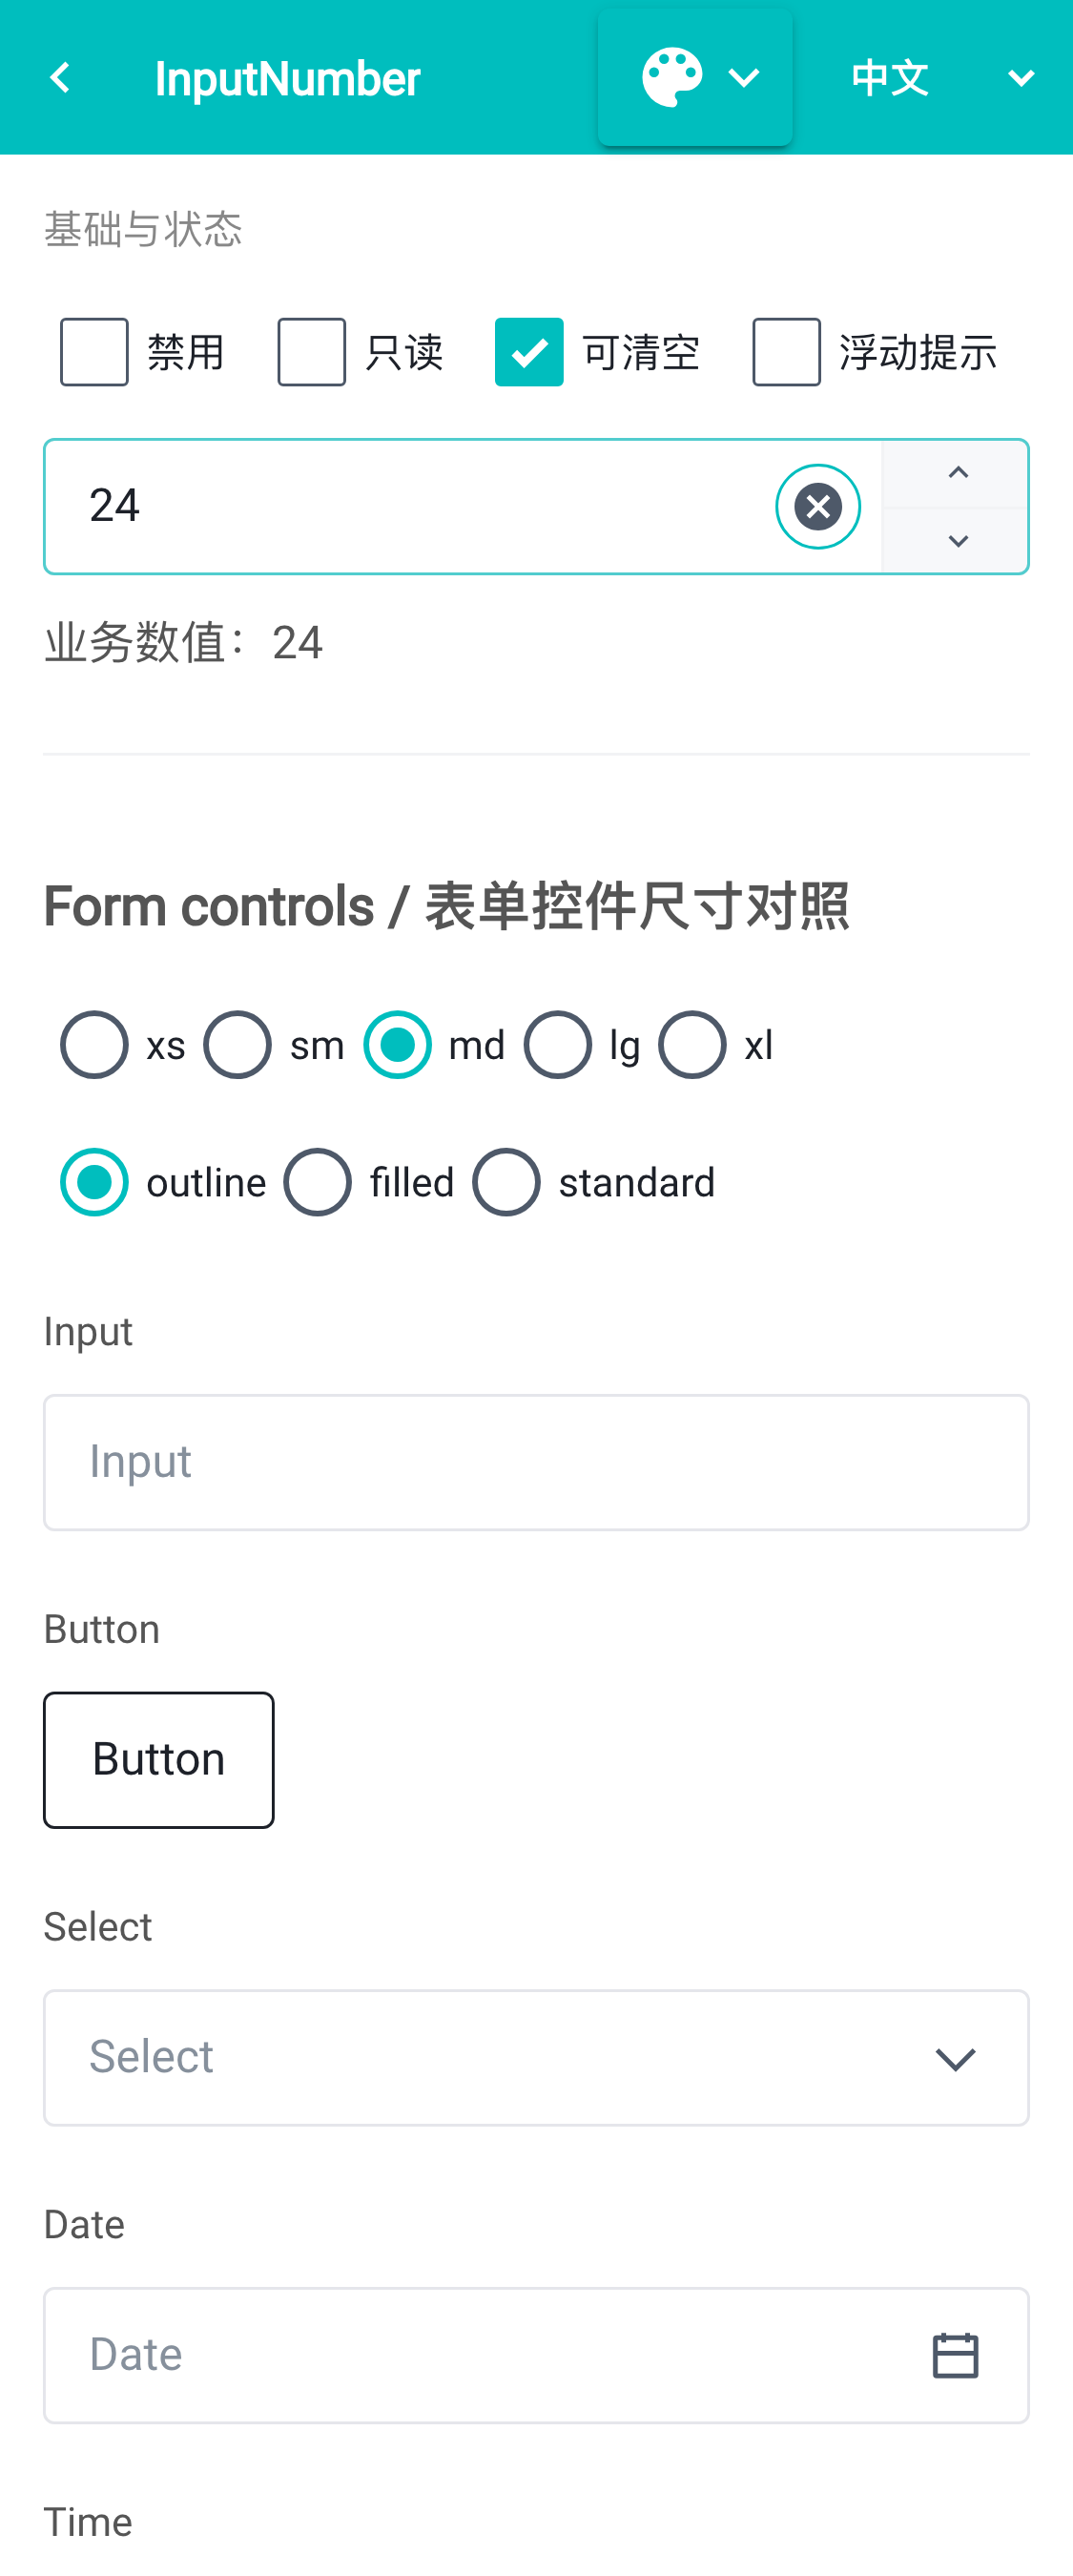 InputNumber 中文
基础与状态
禁用 只读 可清空 浮动提示
24
业务数值：24
Form controls / 表单控件尺寸对照
xs sm md lg xl
outline filled standard
Input
Input
Button
Button
Select
Select
Date
Date
Time